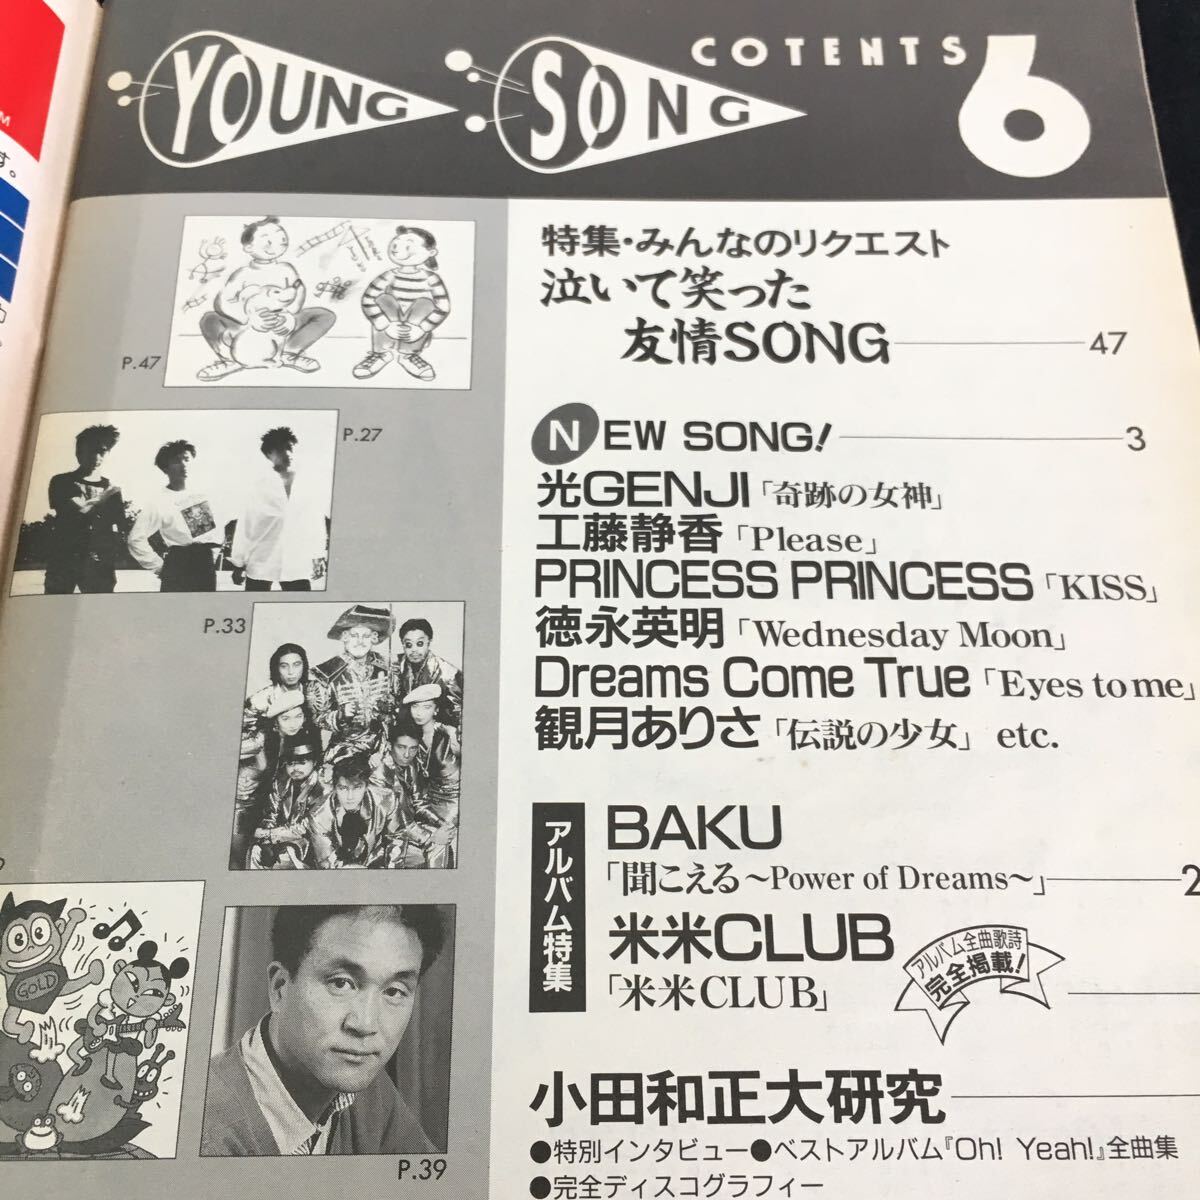 YOUNG SONG COTENTS 6
特集・みんなのリクエスト
泣いて笑った
友情SONG 47
NEW SONG! 3
光GENJI「奇跡の女神」
工藤静香「Please」
PRINCESS PRINCESS「KISS」
徳永英明「Wednesday Moon」
Dreams Come True「Eyes to me」
観月ありさ「伝説の少女」etc.
アルバム特集
BAKU
「聞こえる～Power of Dreams～」 2
米米CLUB
「米米CLUB」
アルバム全曲歌詩
完全掲載!
小田和正大研究
●特別インタビュー●ベストアルバム『Oh! Yeah!』全曲集
●完全ディスコグラフィー
P.47
P.27
P.33
GOLD
P.39
M
す。